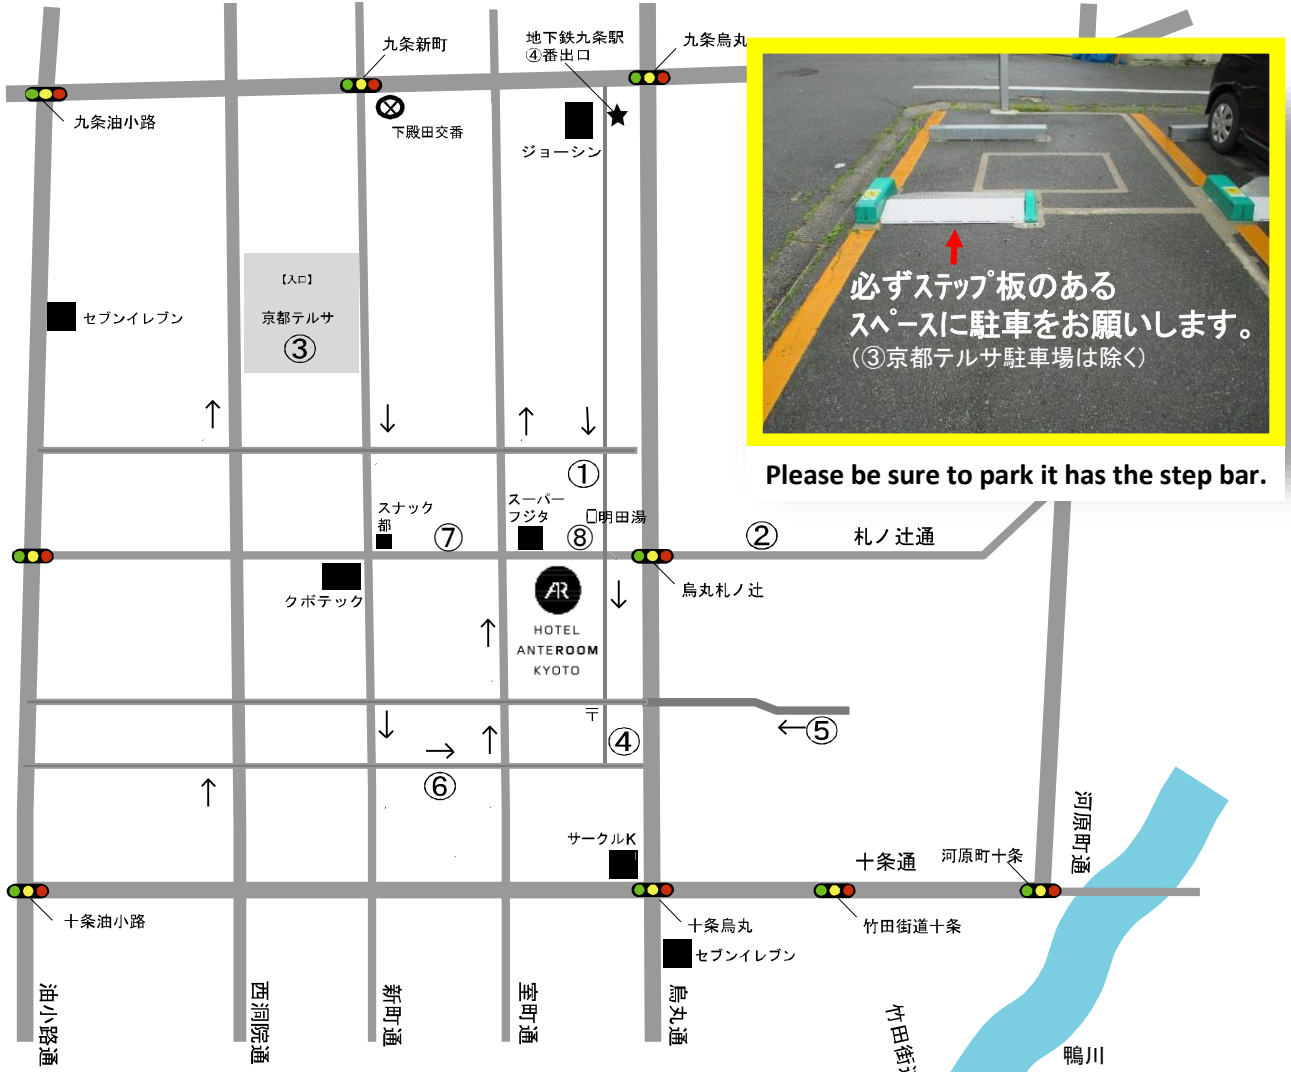 九条新町
地下鉄九条駅
④番出口
九条烏丸
九条油小路
下殿田交番
ジョーシン
【入口】
京都テルサ
③
セブンイレブン
必ずステップ板のある
スペースに駐車をお願いします。
（③京都テルサ駐車場は除く）
Please be sure to park it has the step bar.
↑
↓
↑
↓
①
スナック
都
⑦
スーパー
フジタ
⑧
明田湯
②
札ノ辻通
クボテック
烏丸札ノ辻
AR
HOTEL
ANTEROOM
KYOTO
↓
↑
〒
↓
→
↑
④
←⑤
⑥
↑
サークルK
十条通
河原町十条
河原町通
十条油小路
十条烏丸
竹田街道十条
セブンイレブン
油小路通
西洞院通
新町通
室町通
烏丸通
竹田街
鴨川